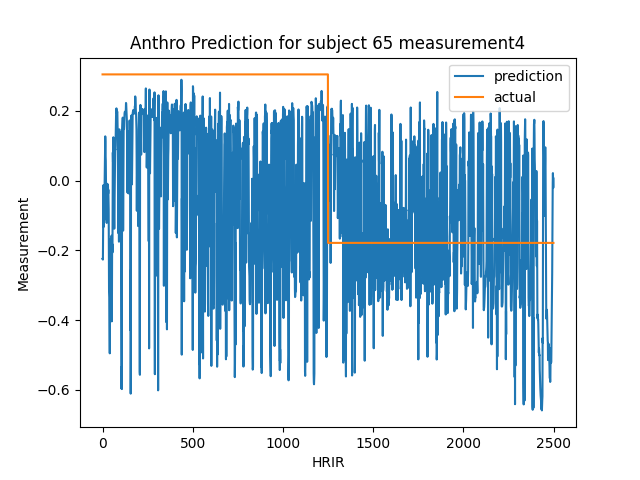 Anthro Prediction for subject 65 measurement4
prediction
actual
Measurement
0.2
0.0
−0.2
−0.4
−0.6
0
500
1000
1500
2000
2500
HRIR